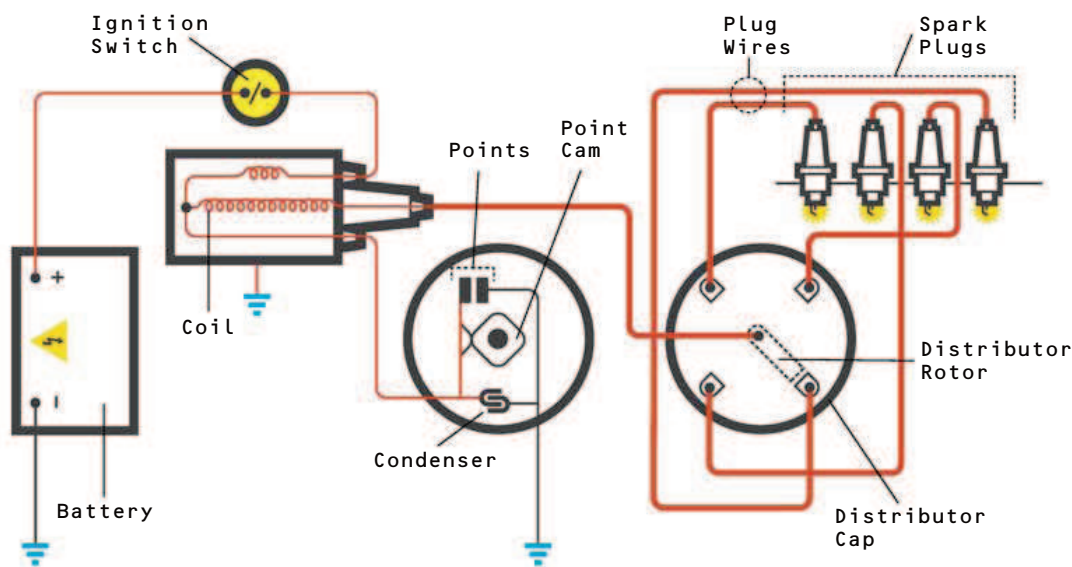 Ignition
Switch
Plug
Wires
Spark
Plugs
Points
Point
Cam
+
Coil
Distributor
Rotor
-
Condenser
Battery
Distributor
Cap